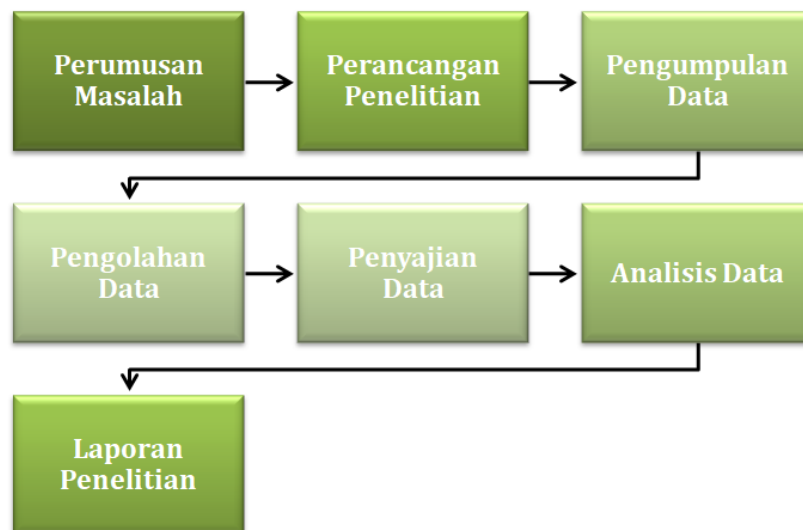 Perumusan
Masalah
Perancangan
Penelitian
Pengumpulan
Data
Pengolahan
Data
Penyajian
Data
Analisis Data
Laporan
Penelitian